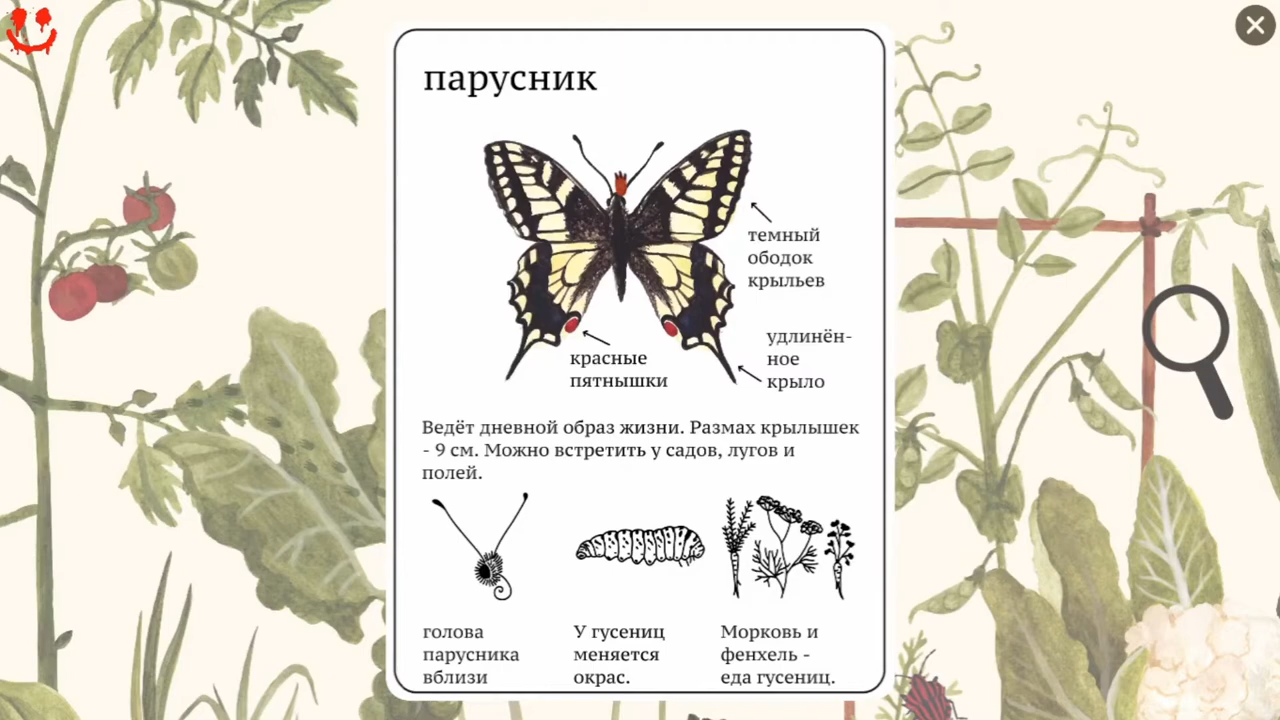 парусник
темный
ободок
крыльев
удлинён-
ное
крыло
красные
пятнышки
Ведёт дневной образ жизни. Размах крылышек
- 9 см. Можно встретить у садов, лугов и
полей.
голова
парусника
вблизи
У гусениц
меняется
окрас.
Морковь и
фенхель -
еда гусениц.